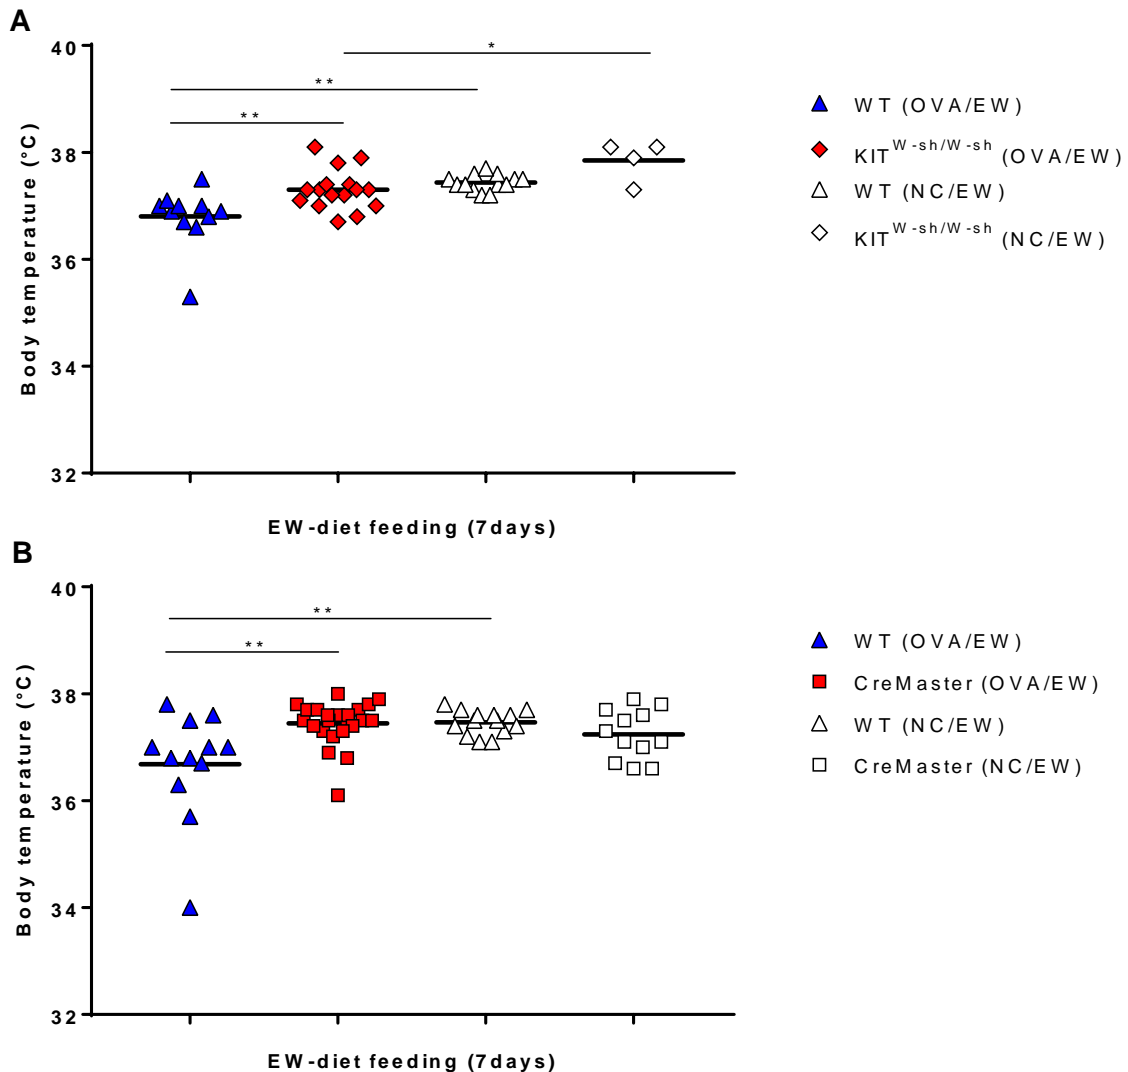 A
40
38
36
34
32
Body temperature (°C)
*
**
**
WT (OVA/EW)
KIT^W-sh/W-sh (OVA/EW)
WT (NC/EW)
KIT^W-sh/W-sh (NC/EW)
EW-diet feeding (7days)
B
40
38
36
34
32
Body temperature (°C)
**
**
WT (OVA/EW)
CreMaster (OVA/EW)
WT (NC/EW)
CreMaster (NC/EW)
EW-diet feeding (7days)